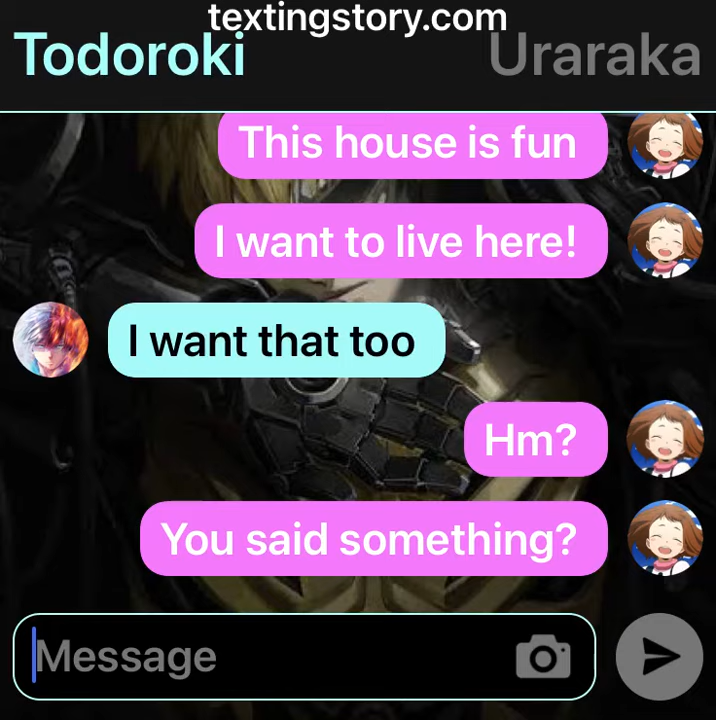 textingstory.com
Todoroki Uraraka
This house is fun
I want to live here!
I want that too
Hm?
You said something?
Message